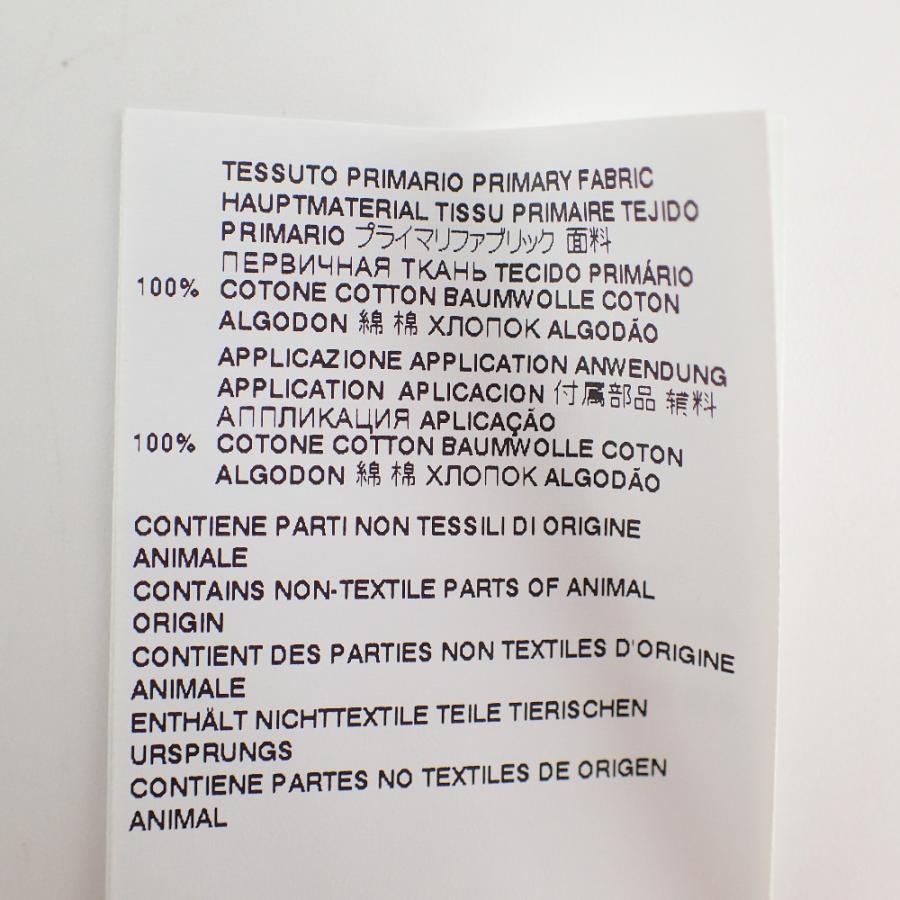 TESSUTO PRIMARIO PRIMARY FABRIC
HAUPTMATERIAL TISSU PRIMAIRE TEJIDO
PRIMARIO プライマリファブリック 面料
ПЕРВИЧНАЯ ТКАНЬ TECIDO PRIMÁRIO
100% COTONE COTTON BAUMWOLLE COTON
ALGODON 綿 棉 ХЛОПОК ALGODÃO
APPLICAZIONE APPLICATION ANWENDUNG
APPLICATION APLICACION 付属部品 辅料
АППЛИКАЦИЯ APLICAÇÃO
100% COTONE COTTON BAUMWOLLE COTON
ALGODON 綿 棉 ХЛОПОК ALGODÃO
CONTIENE PARTI NON TESSILI DI ORIGINE
ANIMALE
CONTAINS NON-TEXTILE PARTS OF ANIMAL
ORIGIN
CONTIENT DES PARTIES NON TEXTILES D'ORIGINE
ANIMALE
ENTHÄLT NICHTTEXTILE TEILE TIERISCHEN
URSPRUNGS
CONTIENE PARTES NO TEXTILES DE ORIGEN
ANIMAL